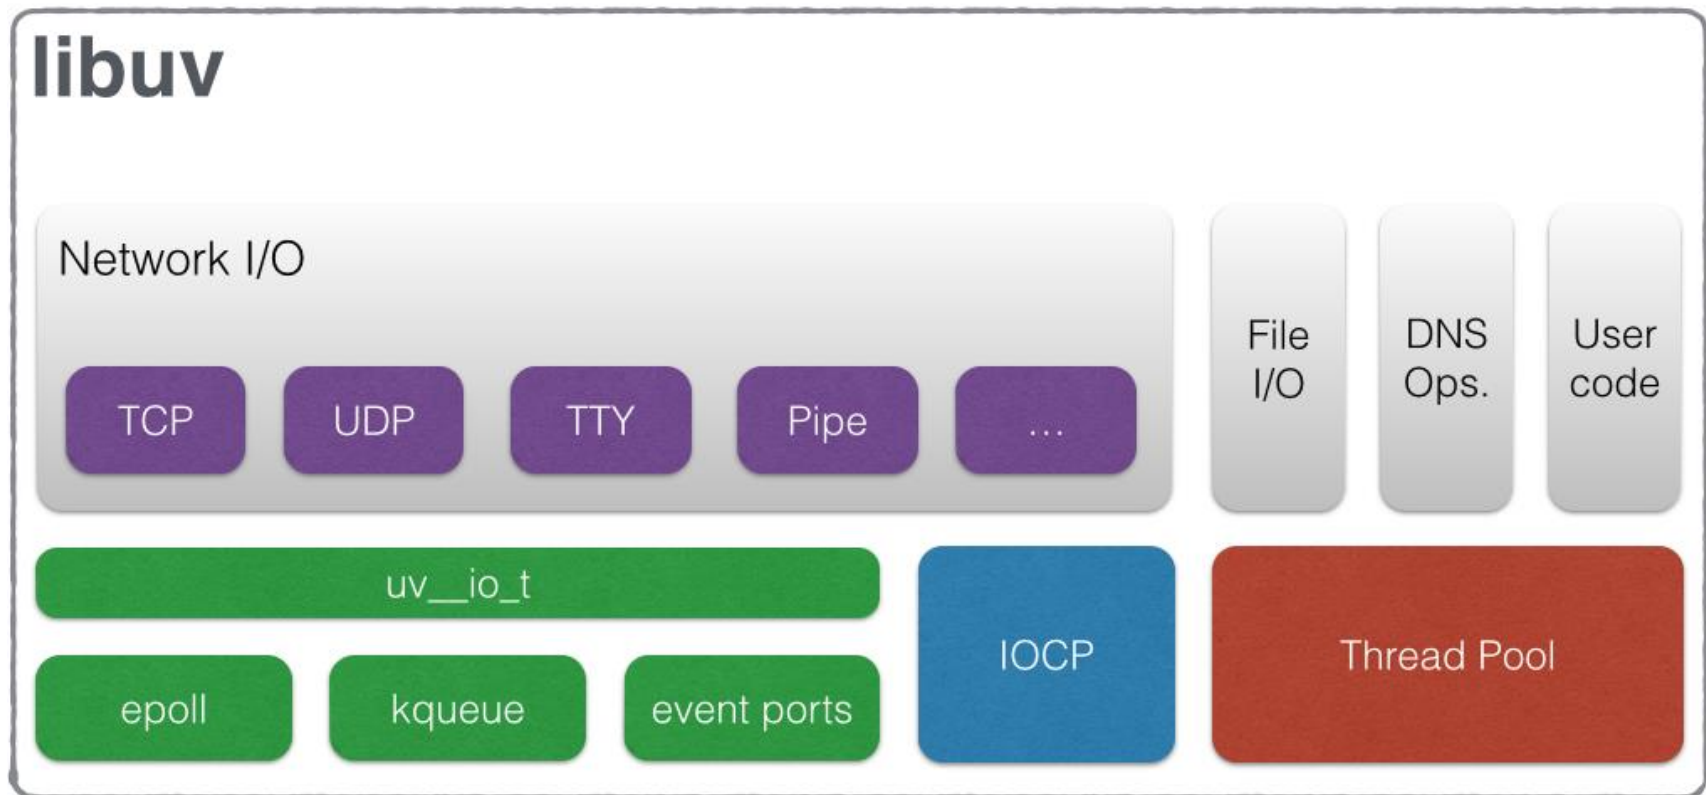 libuv
Network I/O
TCP
UDP
TTY
Pipe
...
File
I/O
DNS
Ops.
User
code
uv__io_t
epoll
kqueue
event ports
IOCP
Thread Pool